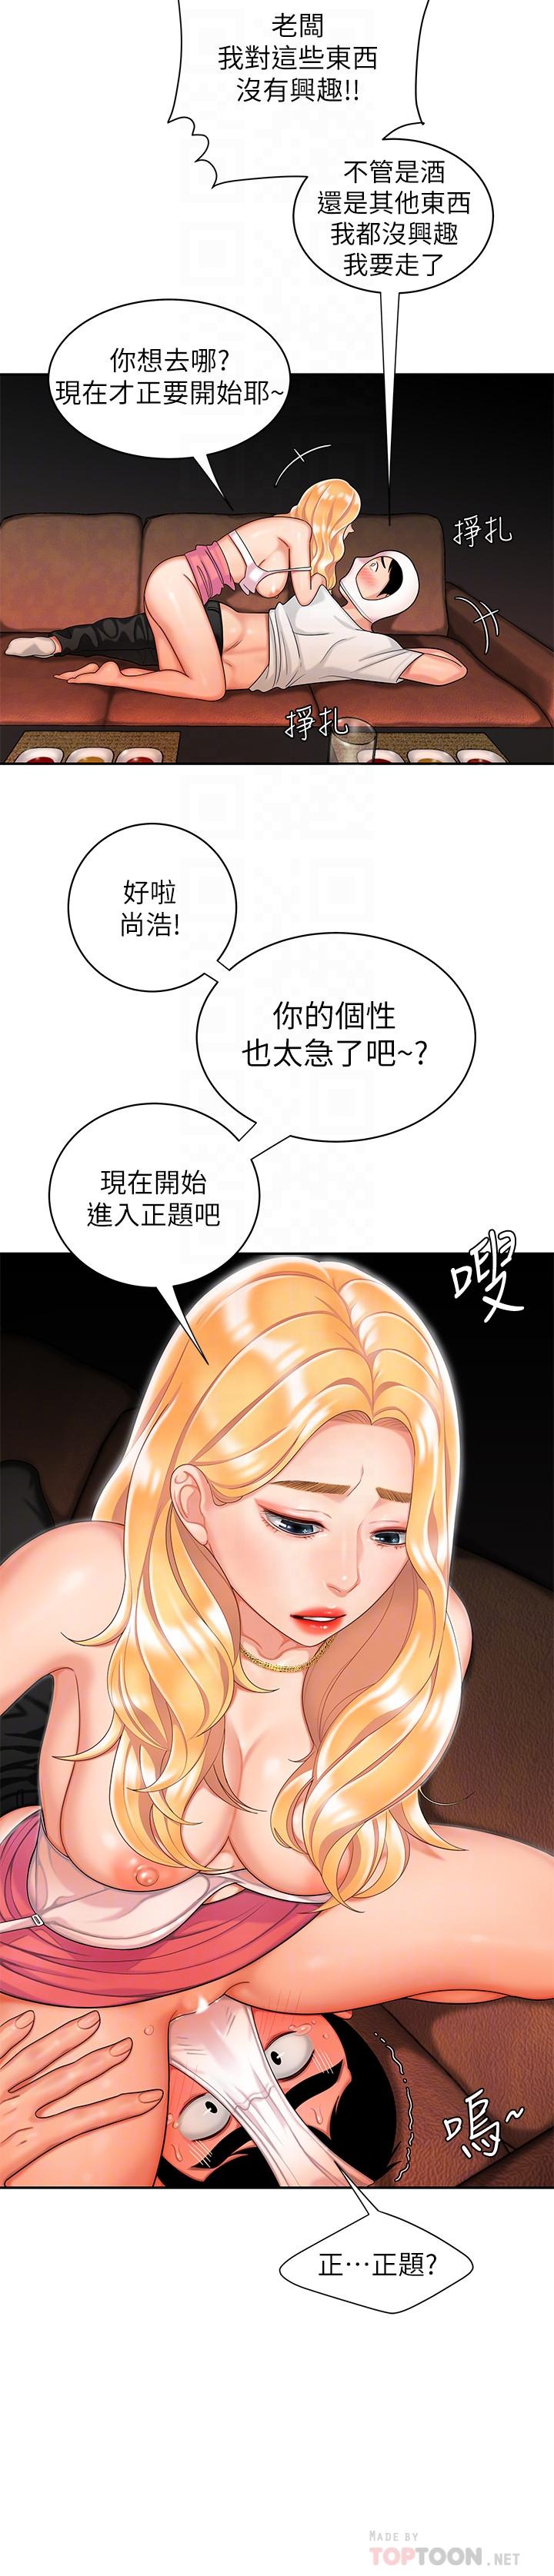 老闆
我對這些東西
沒有興趣!!
不管是酒
還是其他東西
我都沒興趣
我要走了
你想去哪?
現在才正要開始耶~
掙扎
掙扎
好啦
尚浩!
你的個性
也太急了吧~?
現在開始
進入正題吧
嗖
嗚~
正…正題?
MADE BY
TOPTOON.NET